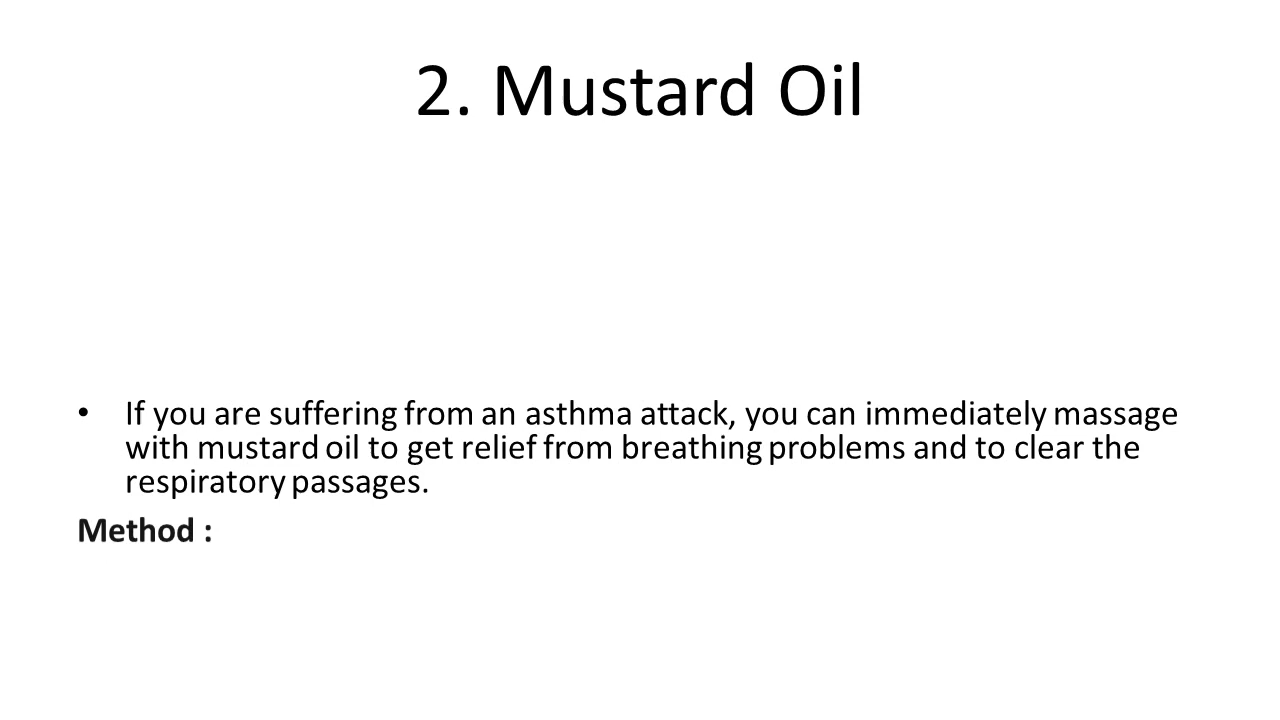 2. Mustard Oil
• If you are suffering from an asthma attack, you can immediately massage
with mustard oil to get relief from breathing problems and to clear the
respiratory passages.
Method :